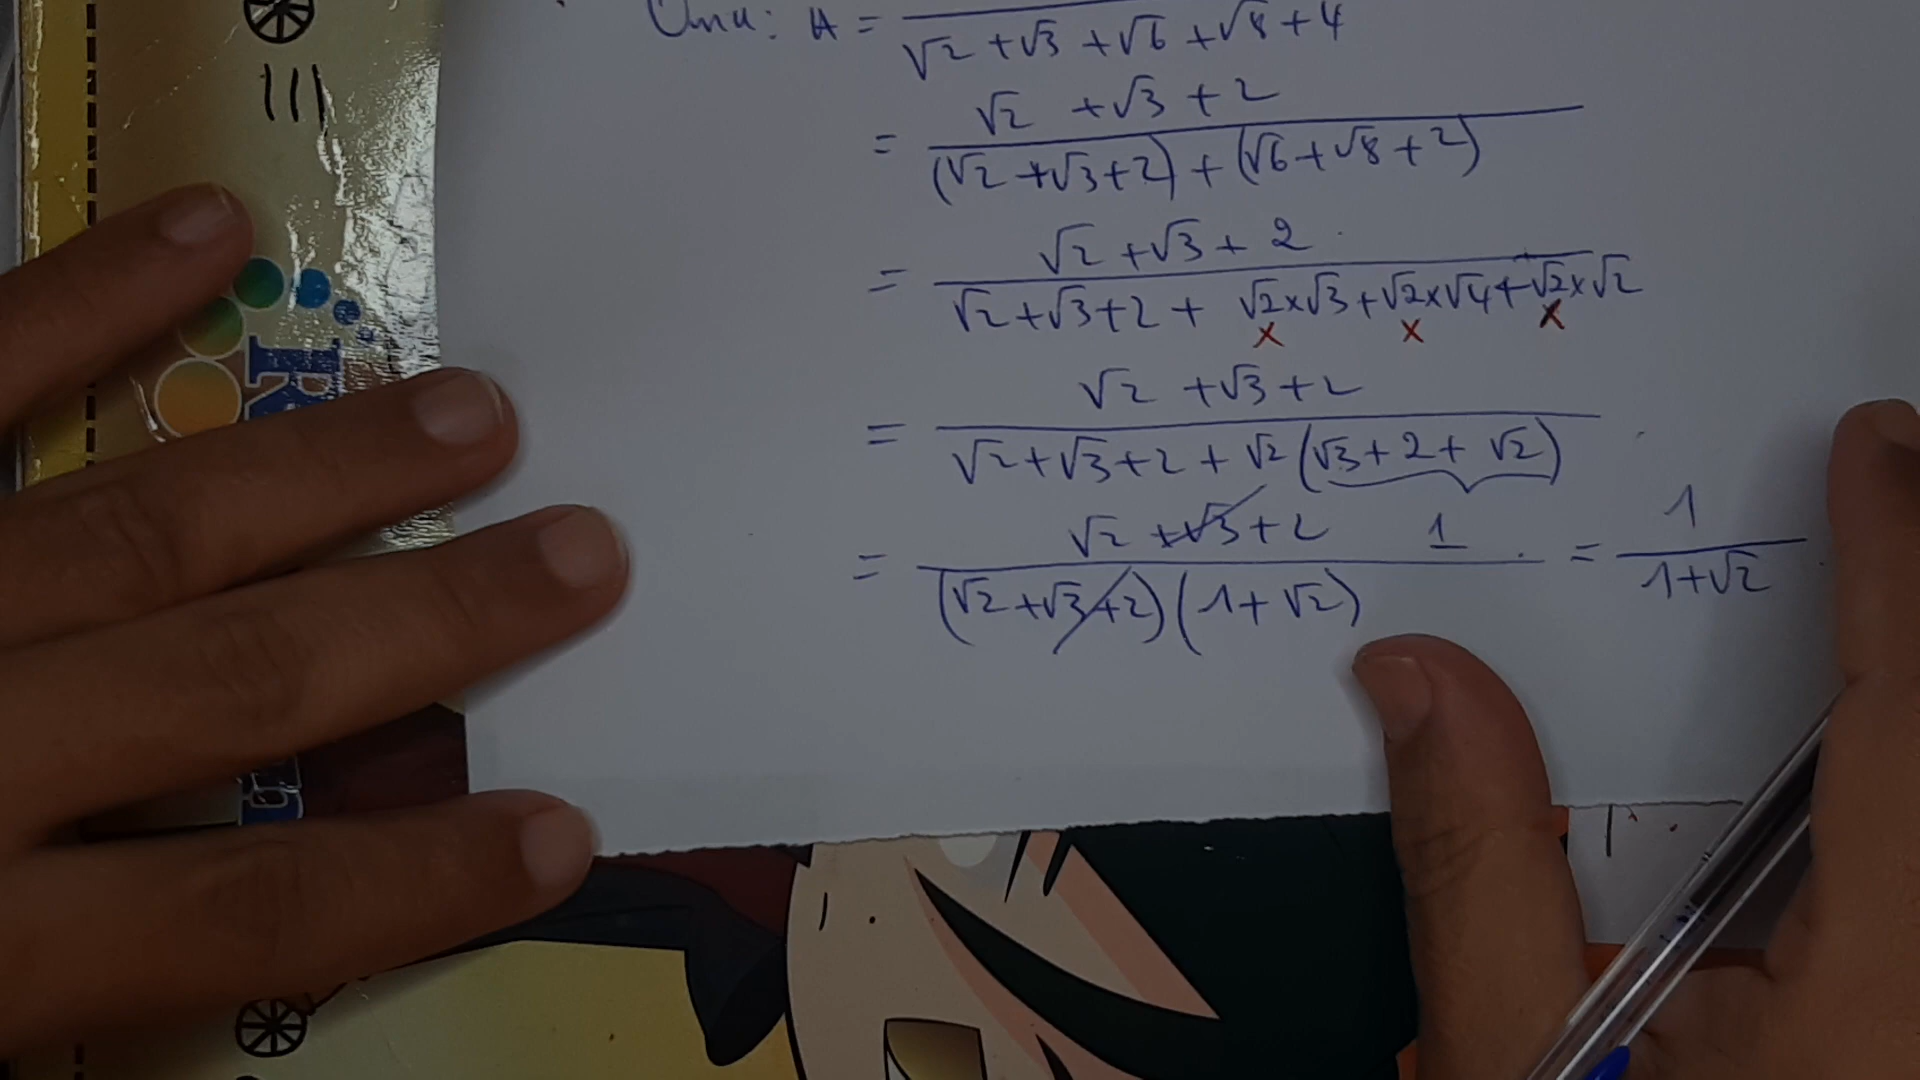 A =
√2 + √3 + √6 + √8 + 4
= √2 + √3 + 2
(√2 + √3 + 2) + (√6 + √8 + 2)
= √2 + √3 + 2
√2 + √3 + 2 + √2 x √3 + √2 x √4 + √2 x √2
x x x
= √2 + √3 + 2
√2 + √3 + 2 + √2 (√3 + 2 + √2)
= √2 + √3 + 2 1 = 1
(√2 + √3 + 2) (1 + √2) 1 + √2